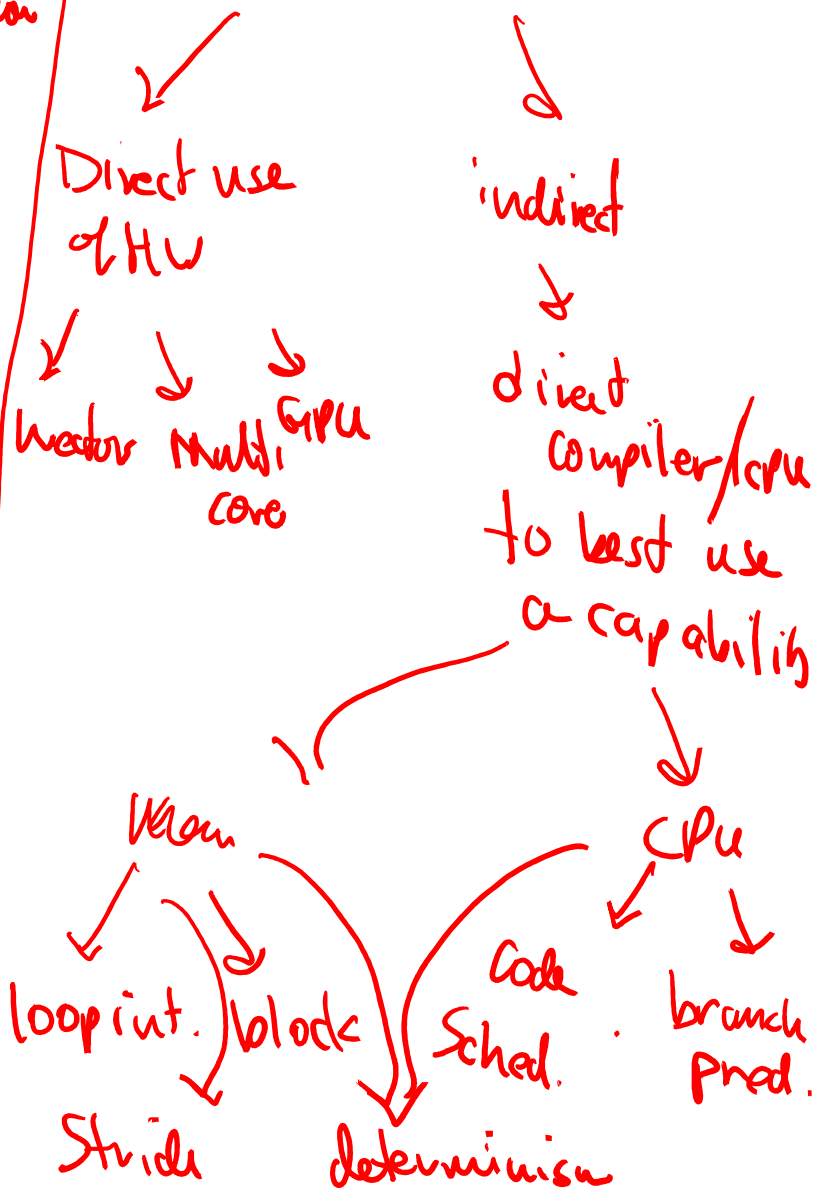 Direct use
of HW
indirect
direct
compiler/cpu
to best use
a capability
Vector Multi GPU
core
Mem
CPU
loop int. block
Code
Sched.
branch
pred.
Stride
determinism